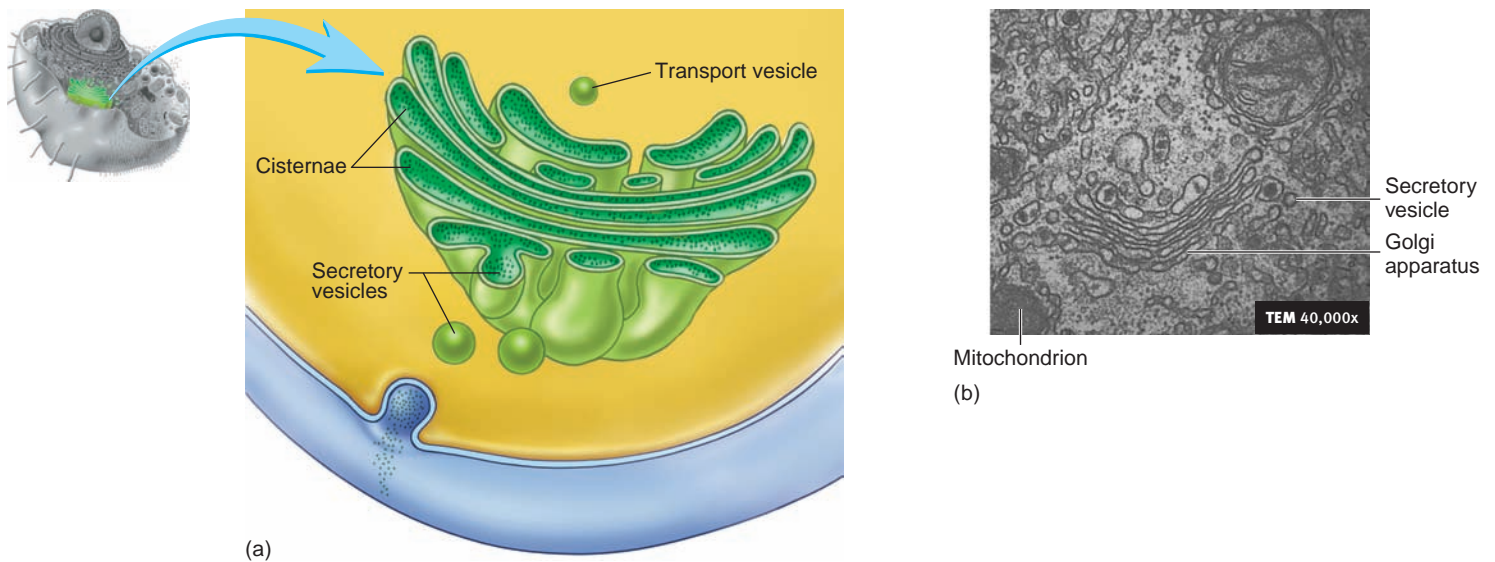 Transport vesicle
Cisternae
Secretory
vesicles
(a)
Secretory
vesicle
Golgi
apparatus
TEM 40,000x
Mitochondrion
(b)